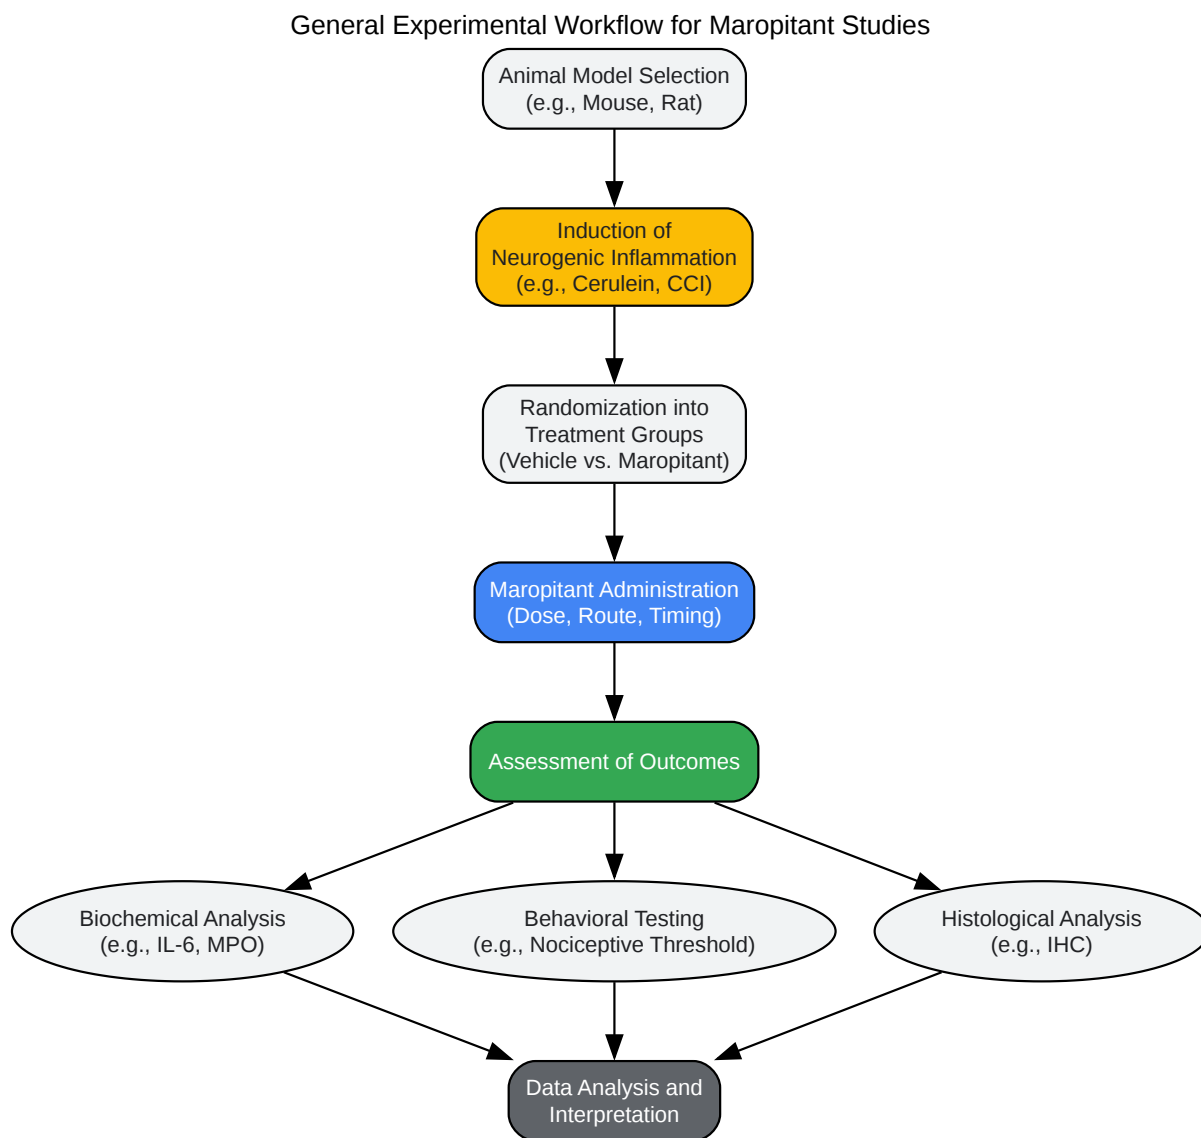 General Experimental Workflow for Maropitant Studies
Animal Model Selection
(e.g., Mouse, Rat)
Induction of
Neurogenic Inflammation
(e.g., Cerulein, CCI)
Randomization into
Treatment Groups
(Vehicle vs. Maropitant)
Maropitant Administration
(Dose, Route, Timing)
Assessment of Outcomes
Biochemical Analysis
(e.g., IL-6, MPO)
Behavioral Testing
(e.g., Nociceptive Threshold)
Histological Analysis
(e.g., IHC)
Data Analysis and
Interpretation